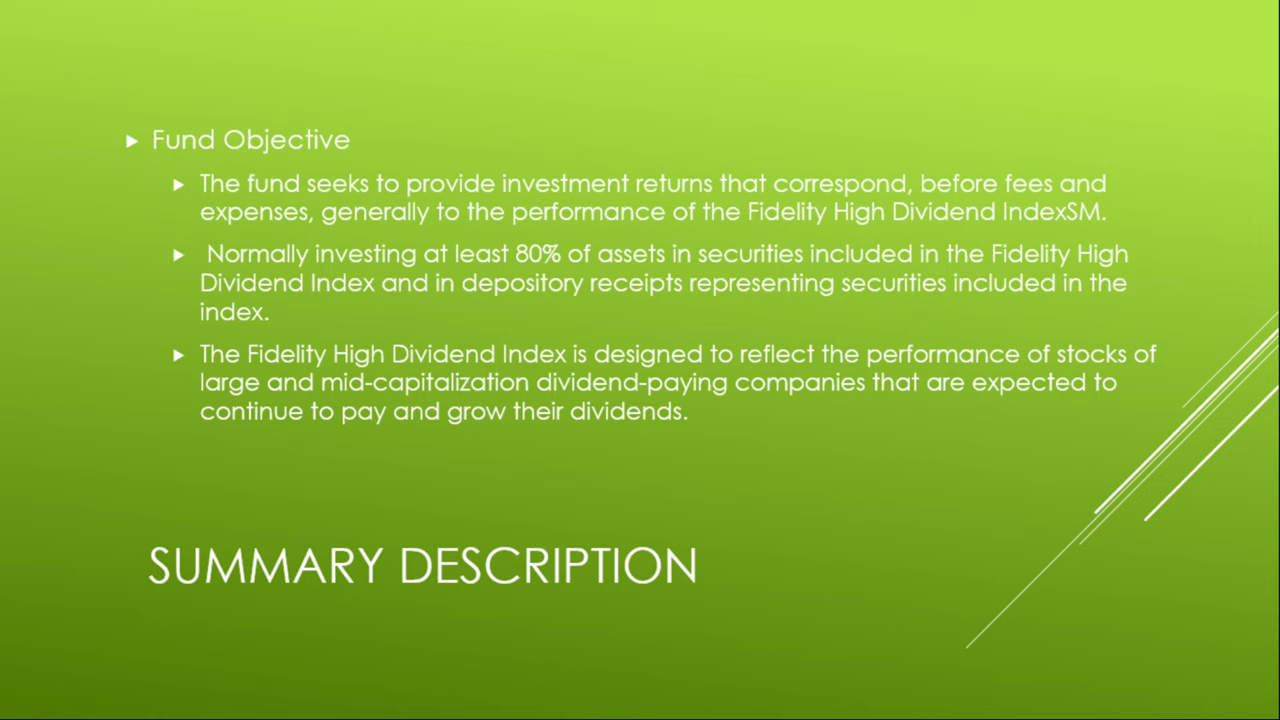 Fund Objective
The fund seeks to provide investment returns that correspond, before fees and
expenses, generally to the performance of the Fidelity High Dividend IndexSM.
Normally investing at least 80% of assets in securities included in the Fidelity High
Dividend Index and in depository receipts representing securities included in the
index.
The Fidelity High Dividend Index is designed to reflect the performance of stocks of
large and mid-capitalization dividend-paying companies that are expected to
continue to pay and grow their dividends.
SUMMARY DESCRIPTION